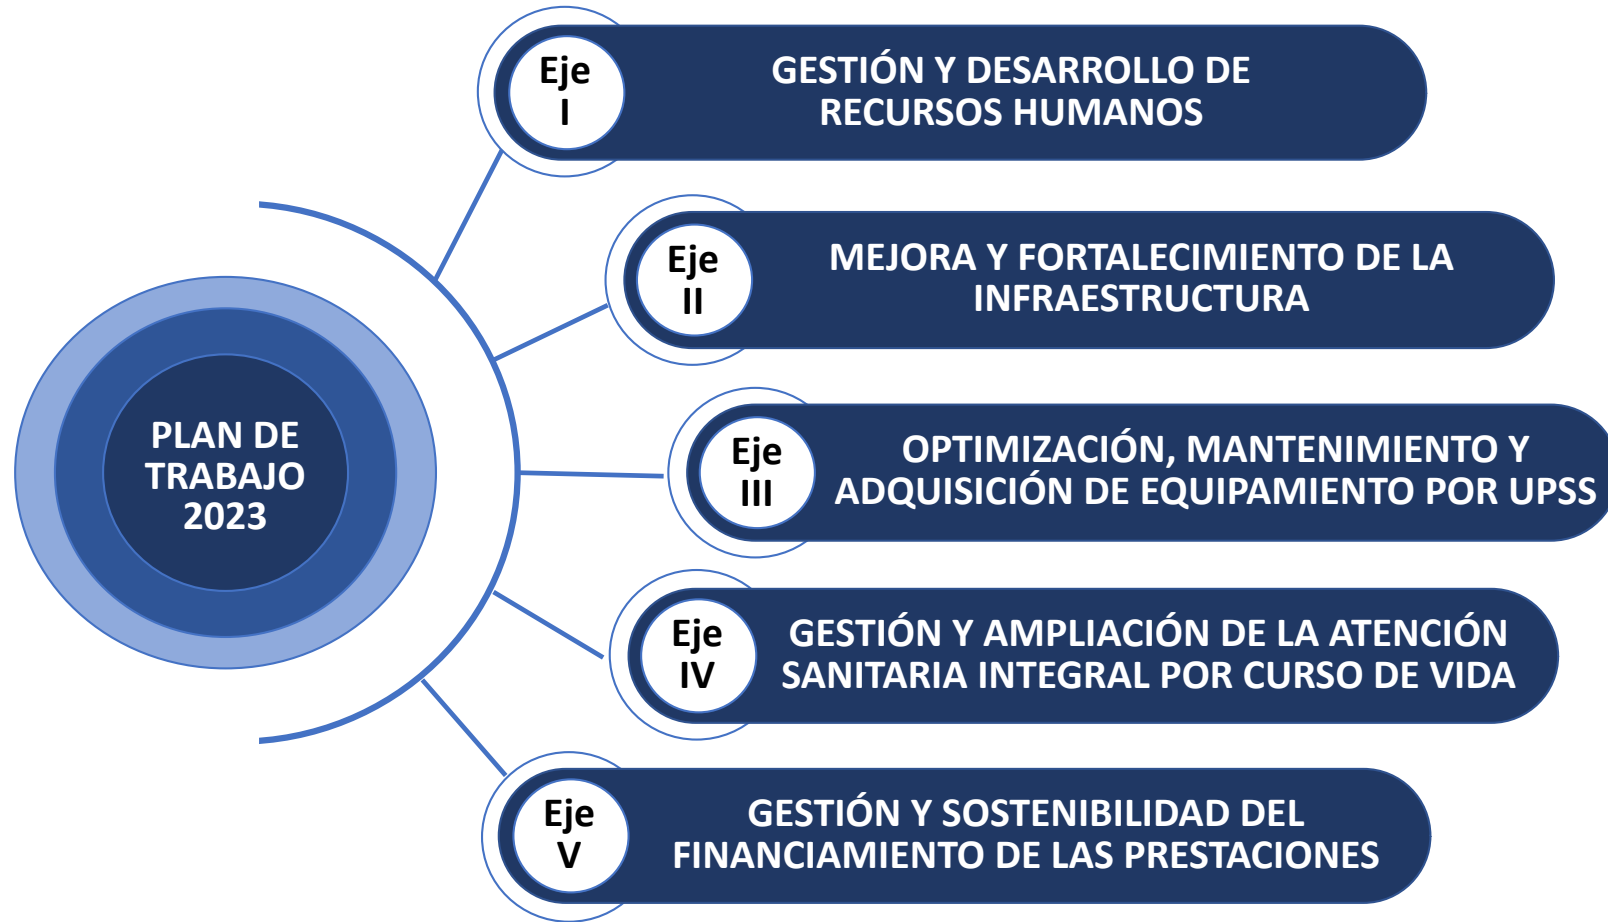 Eje
I
GESTIÓN Y DESARROLLO DE
RECURSOS HUMANOS
Eje
II
MEJORA Y FORTALECIMIENTO DE LA
INFRAESTRUCTURA
PLAN DE
TRABAJO
2023
Eje
III
OPTIMIZACIÓN, MANTENIMIENTO Y
ADQUISICIÓN DE EQUIPAMIENTO POR UPSS
Eje
IV
GESTIÓN Y AMPLIACIÓN DE LA ATENCIÓN
SANITARIA INTEGRAL POR CURSO DE VIDA
Eje
V
GESTIÓN Y SOSTENIBILIDAD DEL
FINANCIAMIENTO DE LAS PRESTACIONES